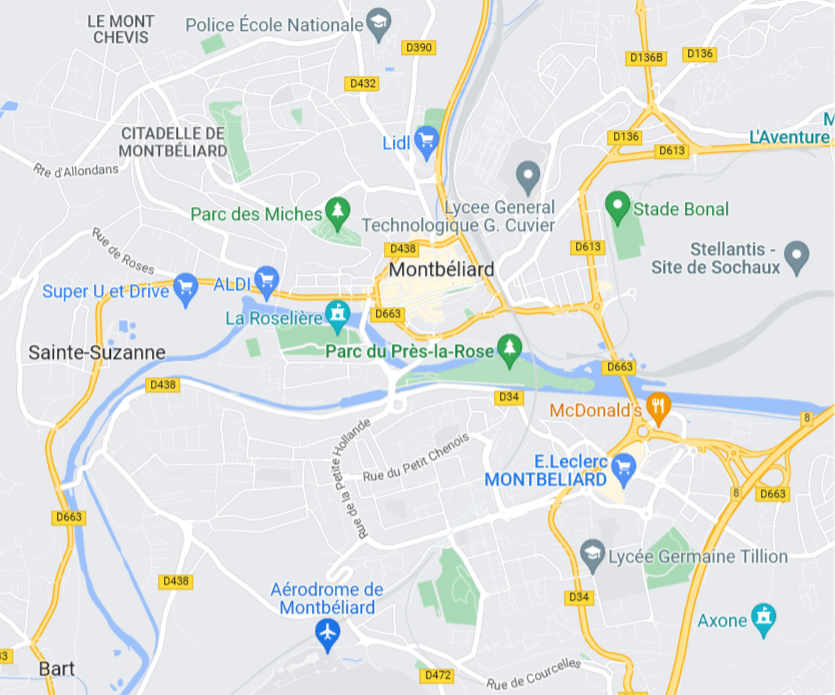 LE MONT
CHEVIS
Police École Nationale
D390
D432
D136B
D136
CITADELLE DE
MONTBÉLIARD
Lidl
D136
L'Aventure
D613
Rte d'Allondans
Parc des Miches
Lycee General
Technologique G. Cuvier
Stade Bonal
Rue de Roses
D438
D613
Stellantis -
Site de Sochaux
Montbéliard
Super U et Drive
ALDI
La Roselière
D663
Sainte-Suzanne
Parc du Près-la-Rose
D663
D438
D34
McDonald's
8
Rue de la Petite Hollande
Rue du Petit Chenois
E.Leclerc
MONTBELIARD
8
D663
D663
Lycée Germaine Tillion
D438
Aérodrome de
Montbéliard
D34
Axone
Bart
D472
Rue de Courcelles